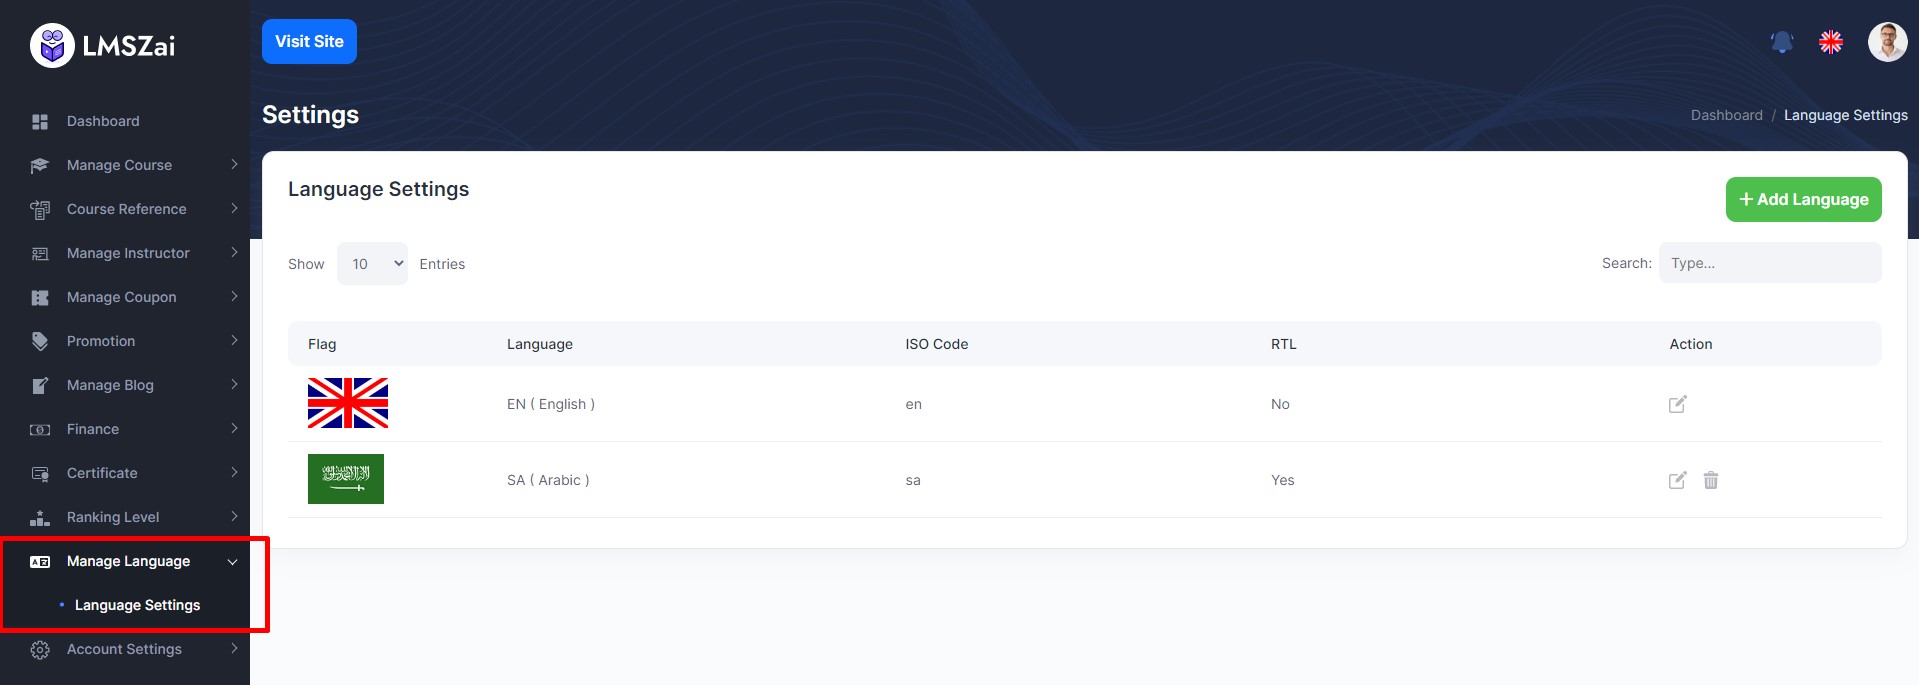 LMSZai
Visit Site
Dashboard
Manage Course
Course Reference
Manage Instructor
Manage Coupon
Promotion
Manage Blog
Finance
Certificate
Ranking Level
Manage Language
Language Settings
Account Settings
Settings
Dashboard / Language Settings
Language Settings
+ Add Language
Show 10 Entries
Search: Type...
Flag Language ISO Code RTL Action
EN ( English ) en No
SA ( Arabic ) sa Yes